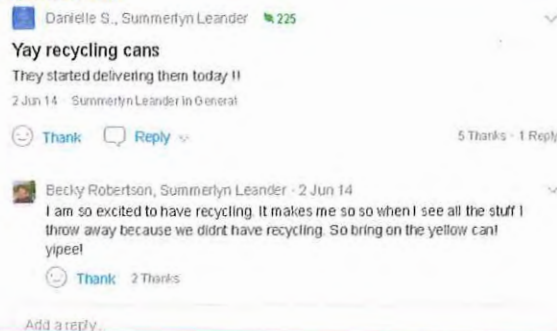 Danielle S., Summerlyn Leander 225
Yay recycling cans
They started delivering them today !!
2 Jun 14 · Summerlyn Leander in General
Thank Reply 5 Thanks · 1 Reply
Becky Robertson, Summerlyn Leander · 2 Jun 14
I am so excited to have recycling. It makes me so so when I see all the stuff I
throw away because we didnt have recycling. So bring on the yellow can!
yipee!
Thank 2 Thanks
Add a reply...